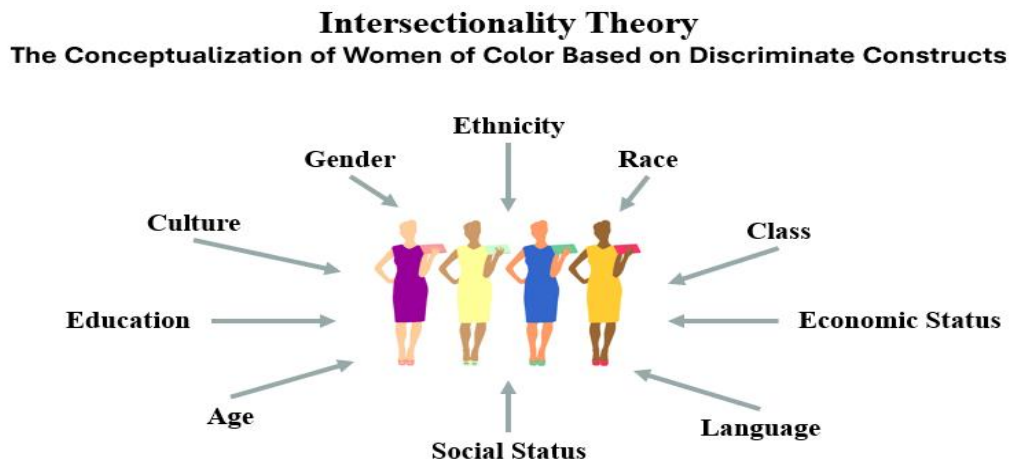 Intersectionality Theory
The Conceptualization of Women of Color Based on Discriminate Constructs
Ethnicity
Gender
Race
Culture
Class
Education
Economic Status
Age
Language
Social Status